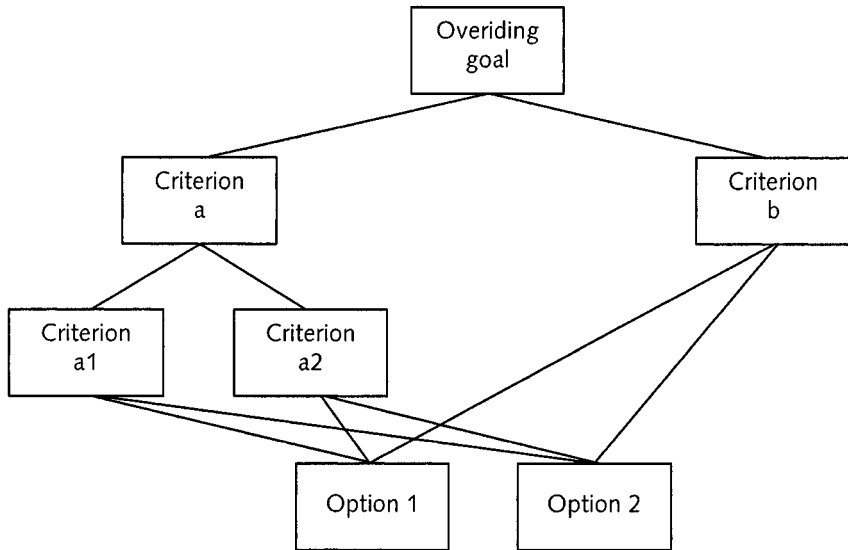 Overiding
goal
Criterion
a
Criterion
b
Criterion
a1
Criterion
a2
Option 1
Option 2